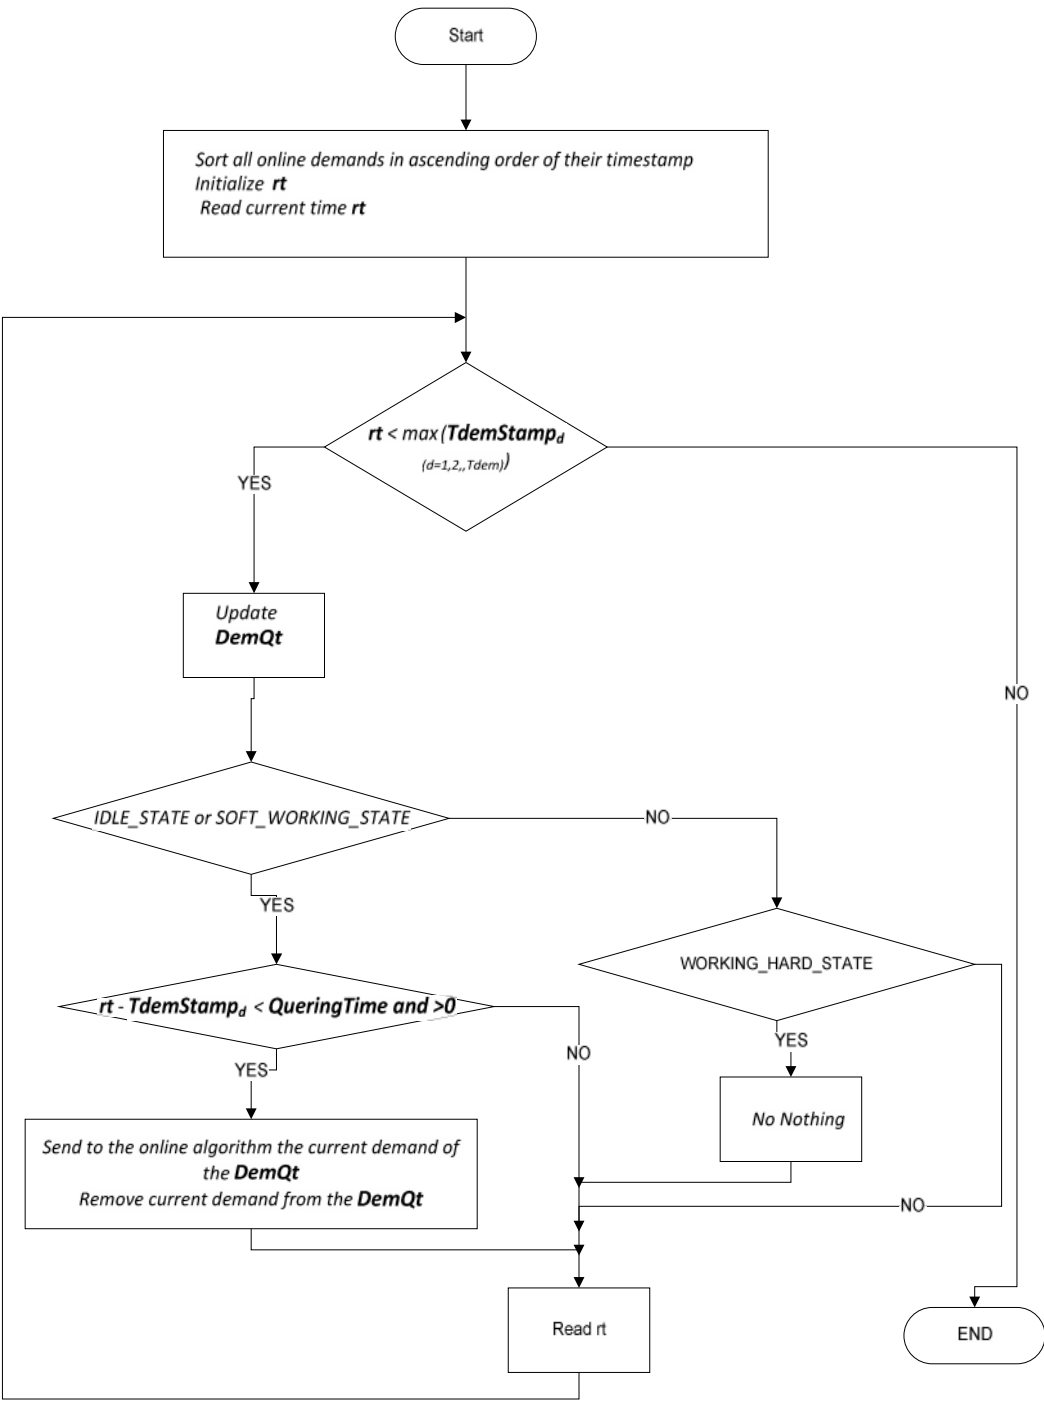 Start
Sort all online demands in ascending order of their timestamp
Initialize rt
Read current time rt
rt < max(TdemStampd
(d=1,2,,Tdem))
YES
Update
DemQt
NO
IDLE_STATE or SOFT_WORKING_STATE
NO
YES
WORKING_HARD_STATE
rt - TdemStampd < QueringTime and >0
YES
NO
YES
No Nothing
Send to the online algorithm the current demand of
the DemQt
Remove current demand from the DemQt
NO
Read rt
END